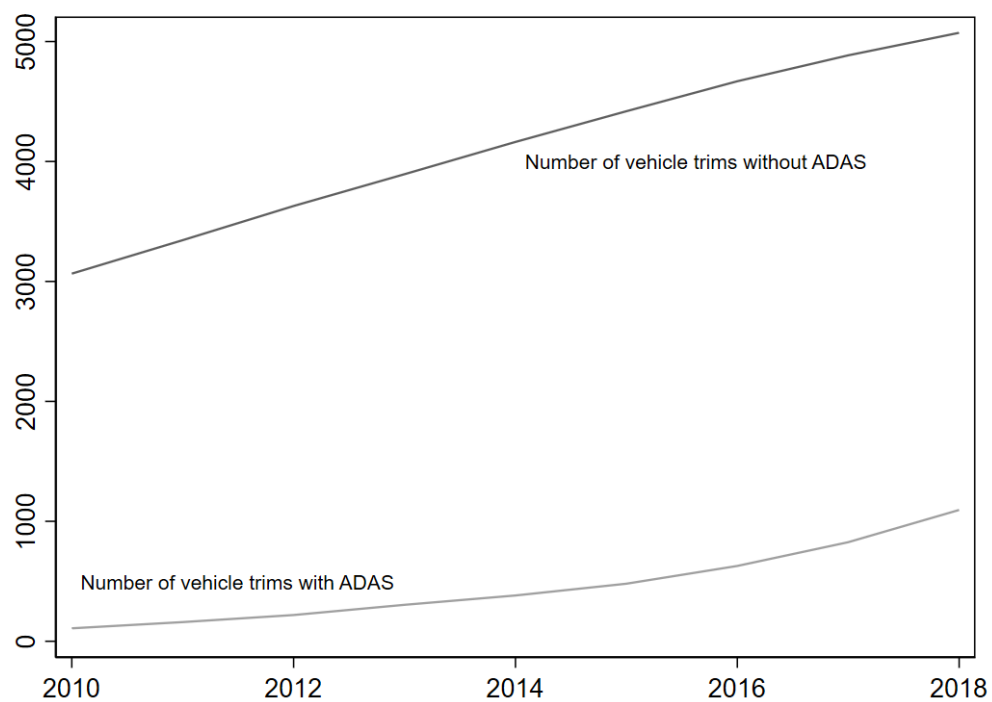 5000
4000
3000
2000
1000
0
Number of vehicle trims without ADAS
Number of vehicle trims with ADAS
2010 2012 2014 2016 2018